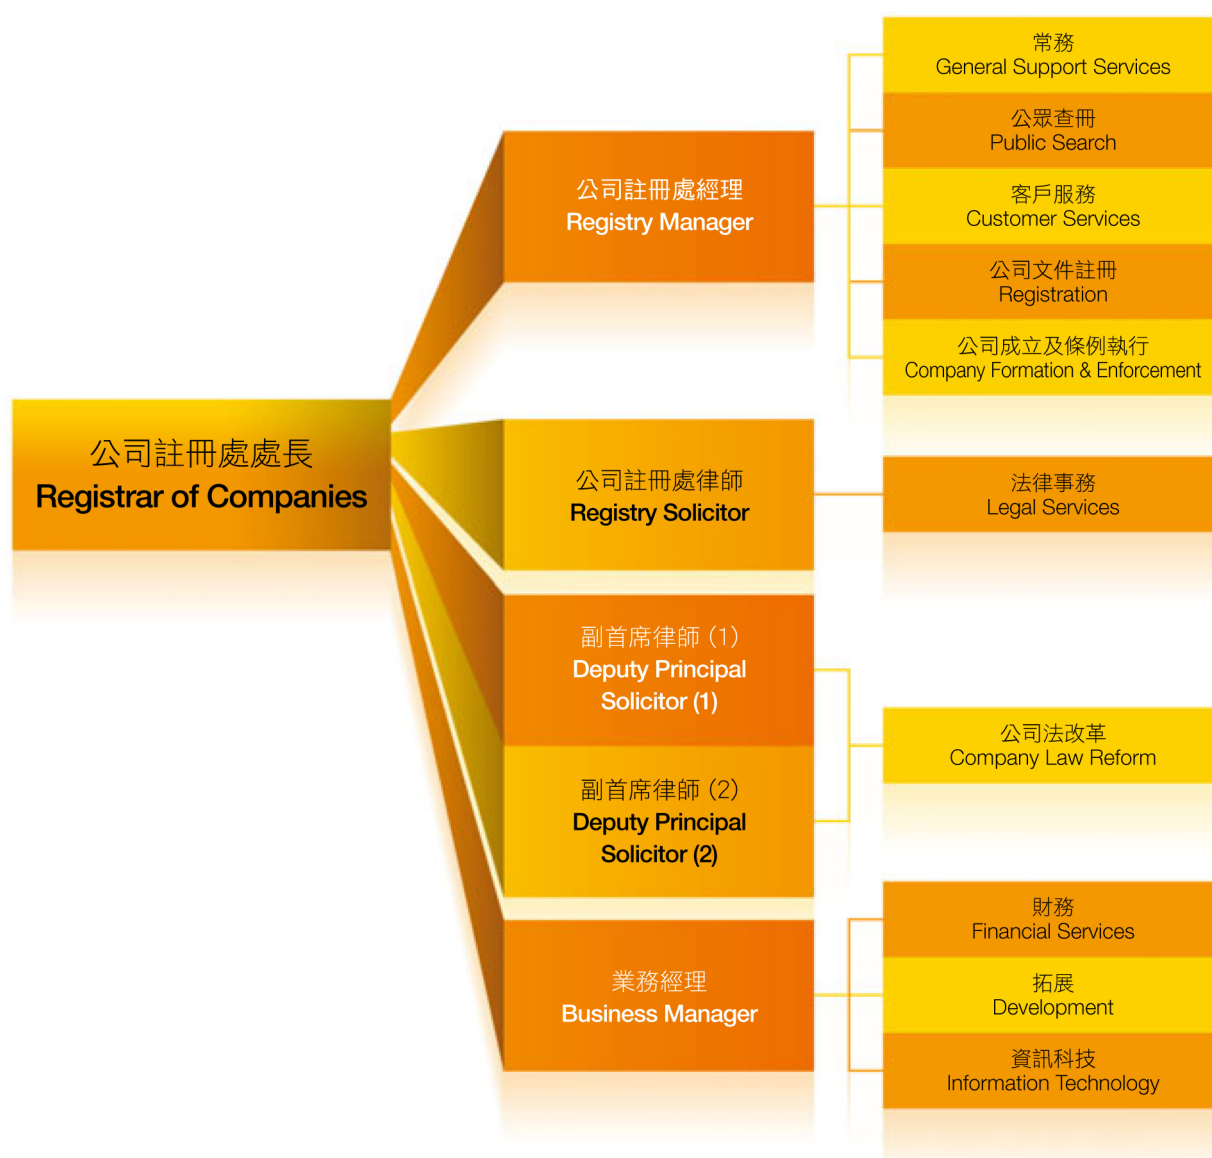 公司註冊處處長
Registrar of Companies
公司註冊處經理
Registry Manager
常務
General Support Services
公眾查冊
Public Search
客戶服務
Customer Services
公司文件註冊
Registration
公司成立及條例執行
Company Formation & Enforcement
公司註冊處律師
Registry Solicitor
法律事務
Legal Services
副首席律師 (1)
Deputy Principal
Solicitor (1)
副首席律師 (2)
Deputy Principal
Solicitor (2)
公司法改革
Company Law Reform
業務經理
Business Manager
財務
Financial Services
拓展
Development
資訊科技
Information Technology